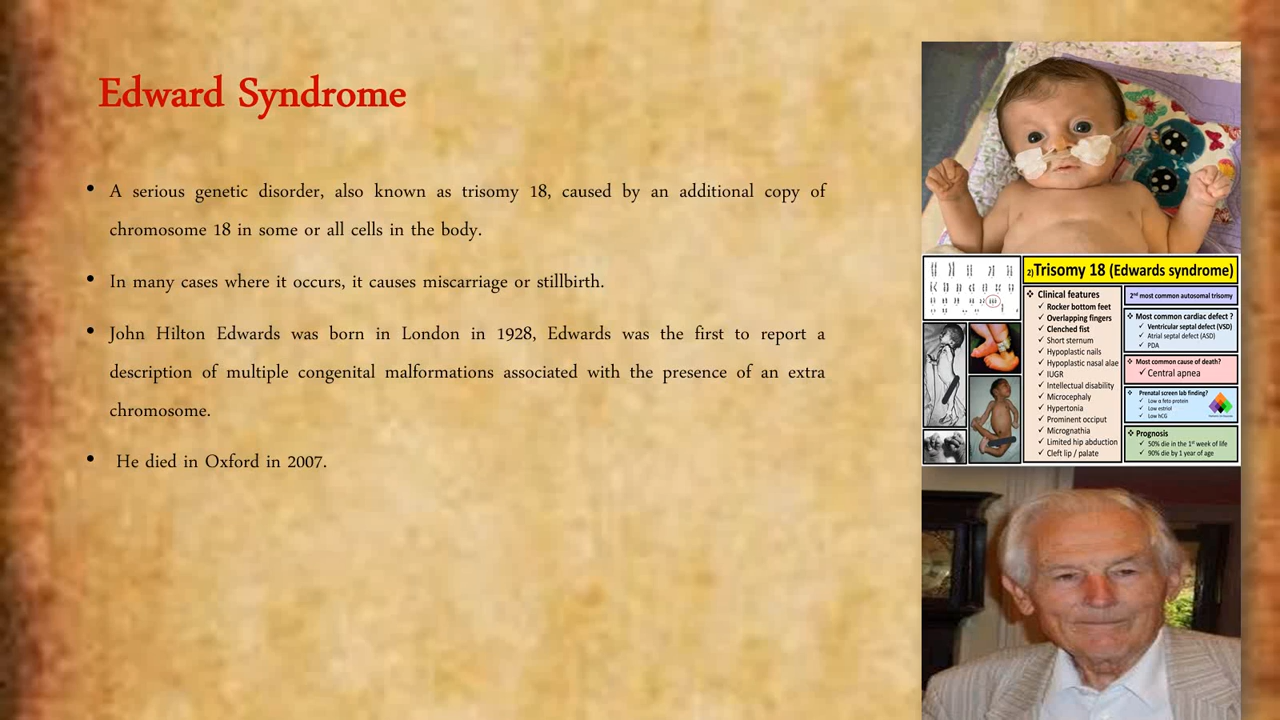 Edward Syndrome
• A serious genetic disorder, also known as trisomy 18, caused by an additional copy of
chromosome 18 in some or all cells in the body.
• In many cases where it occurs, it causes miscarriage or stillbirth.
• John Hilton Edwards was born in London in 1928, Edwards was the first to report a
description of multiple congenital malformations associated with the presence of an extra
chromosome.
• He died in Oxford in 2007.
2)Trisomy 18 (Edwards syndrome)
❖ Clinical features
✓ Rocker bottom feet
✓ Overlapping fingers
✓ Clenched fist
✓ Short sternum
✓ Hypoplastic nails
✓ Hypoplastic nasal alae
✓ IUGR
✓ Intellectual disability
✓ Microcephaly
✓ Hypertonia
✓ Prominent occiput
✓ Micrognathia
✓ Limited hip abduction
✓ Cleft lip / palate
2nd most common autosomal trisomy
❖ Most common cardiac defect ?
✓ Ventricular septal defect (VSD)
✓ Atrial septal defect (ASD)
✓ PDA
❖ Most common cause of death?
✓ Central apnea
❖ Prenatal screen lab finding?
✓ Low α feto protein
✓ Low estriol
✓ Low hCG
❖ Prognosis
✓ 50% die in the 1st week of life
✓ 90% die by 1 year of age